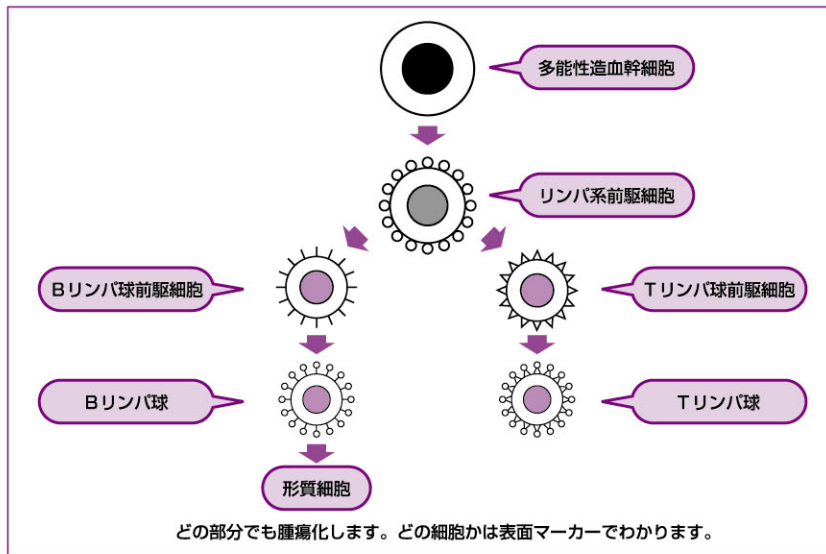 多能性造血幹細胞
リンパ系前駆細胞
Bリンパ球前駆細胞
Tリンパ球前駆細胞
Bリンパ球
Tリンパ球
形質細胞
どの部分でも腫瘍化します。どの細胞かは表面マーカーでわかります。